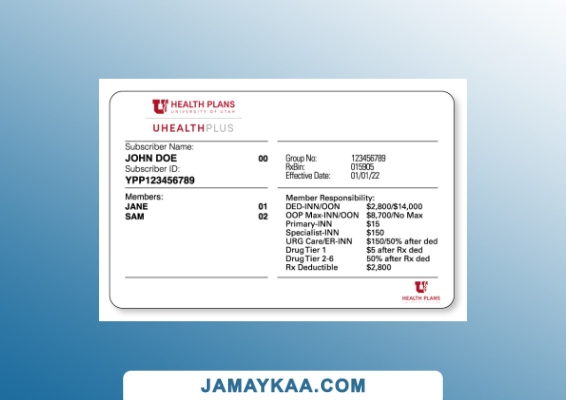 HEALTH PLANS
UNIVERSITY OF UTAH
UHEALTHPLUS
Subscriber Name:
JOHN DOE 00
Subscriber ID:
YPP123456789
Members:
JANE 01
SAM 02
Group No: 123456789
RxBin: 015905
Effective Date: 01/01/22
Member Responsibility:
DED-INN/OON $2,800/$14,000
OOP Max-INN/OON $8,700/No Max
Primary-INN $15
Specialist-INN $150
URG Care/ER-INN $150/50% after ded
Drug Tier 1 $5 after Rx ded
Drug Tier 2-6 50% after Rx ded
Rx Deductible $2,800
HEALTH PLANS
JAMAYKAA.COM